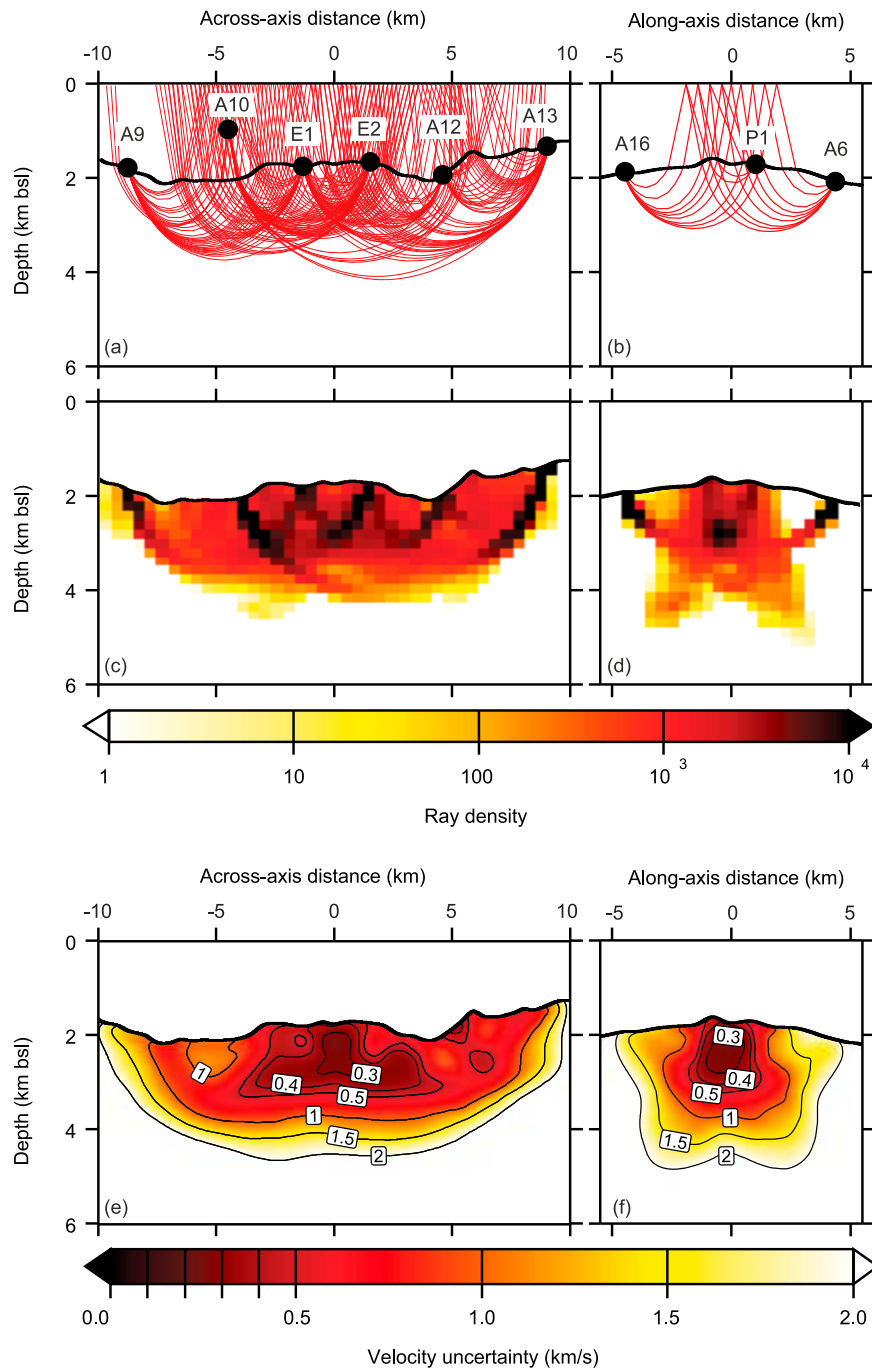 Across-axis distance (km)
Along-axis distance (km)
-10 -5 0 5 10
-5 0 5
Depth (km bsl)
0
2
4
6
A9
A10
E1
E2
A12
A13
(a)
A16
P1
A6
(b)
Depth (km bsl)
0
2
4
6
(c)
(d)
1 10 100 10³ 10⁴
Ray density
Across-axis distance (km)
Along-axis distance (km)
-10 -5 0 5 10
-5 0 5
Depth (km bsl)
0
2
4
6
1
0.4
0.3
0.5
1
1.5
2
(e)
0.3
0.4
0.5
1
1.5
2
(f)
0.0 0.5 1.0 1.5 2.0
Velocity uncertainty (km/s)